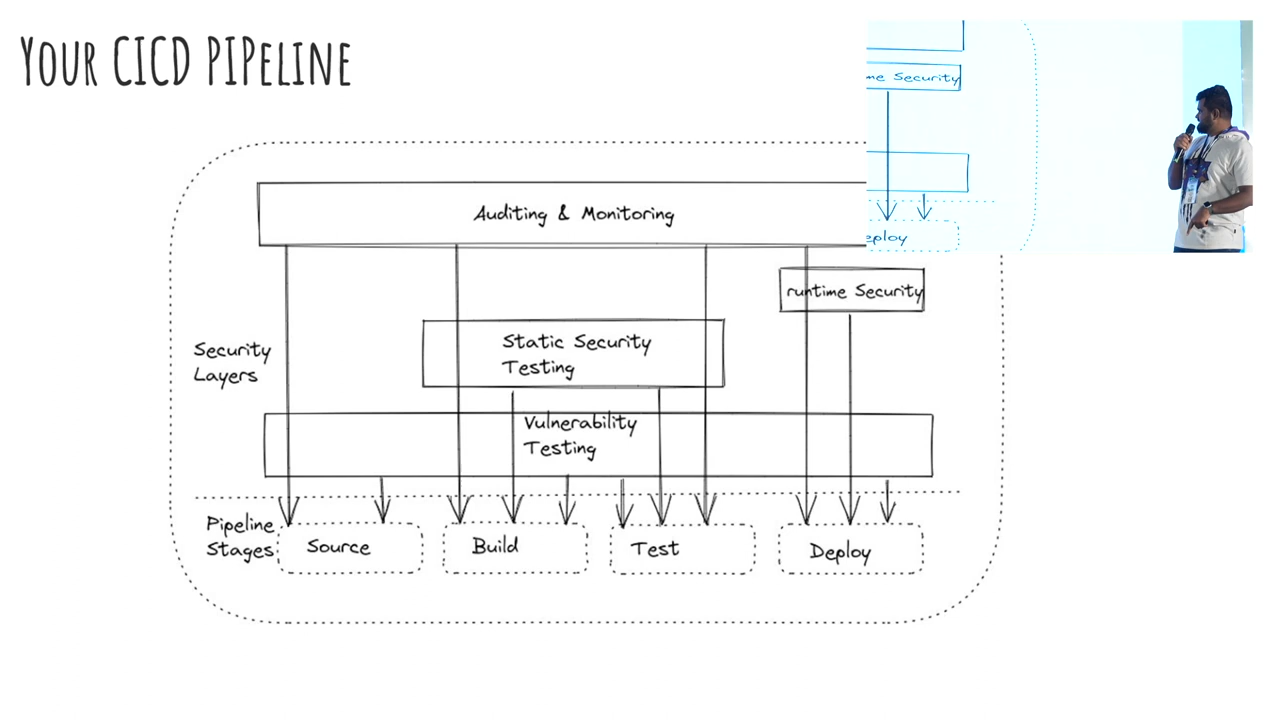 Your CICD PIPeline
me Security
eploy
Auditing & Monitoring
runtime Security
Static Security
Testing
Security
Layers
Vulnerability
Testing
Pipeline
Stages
Source
Build
Test
Deploy